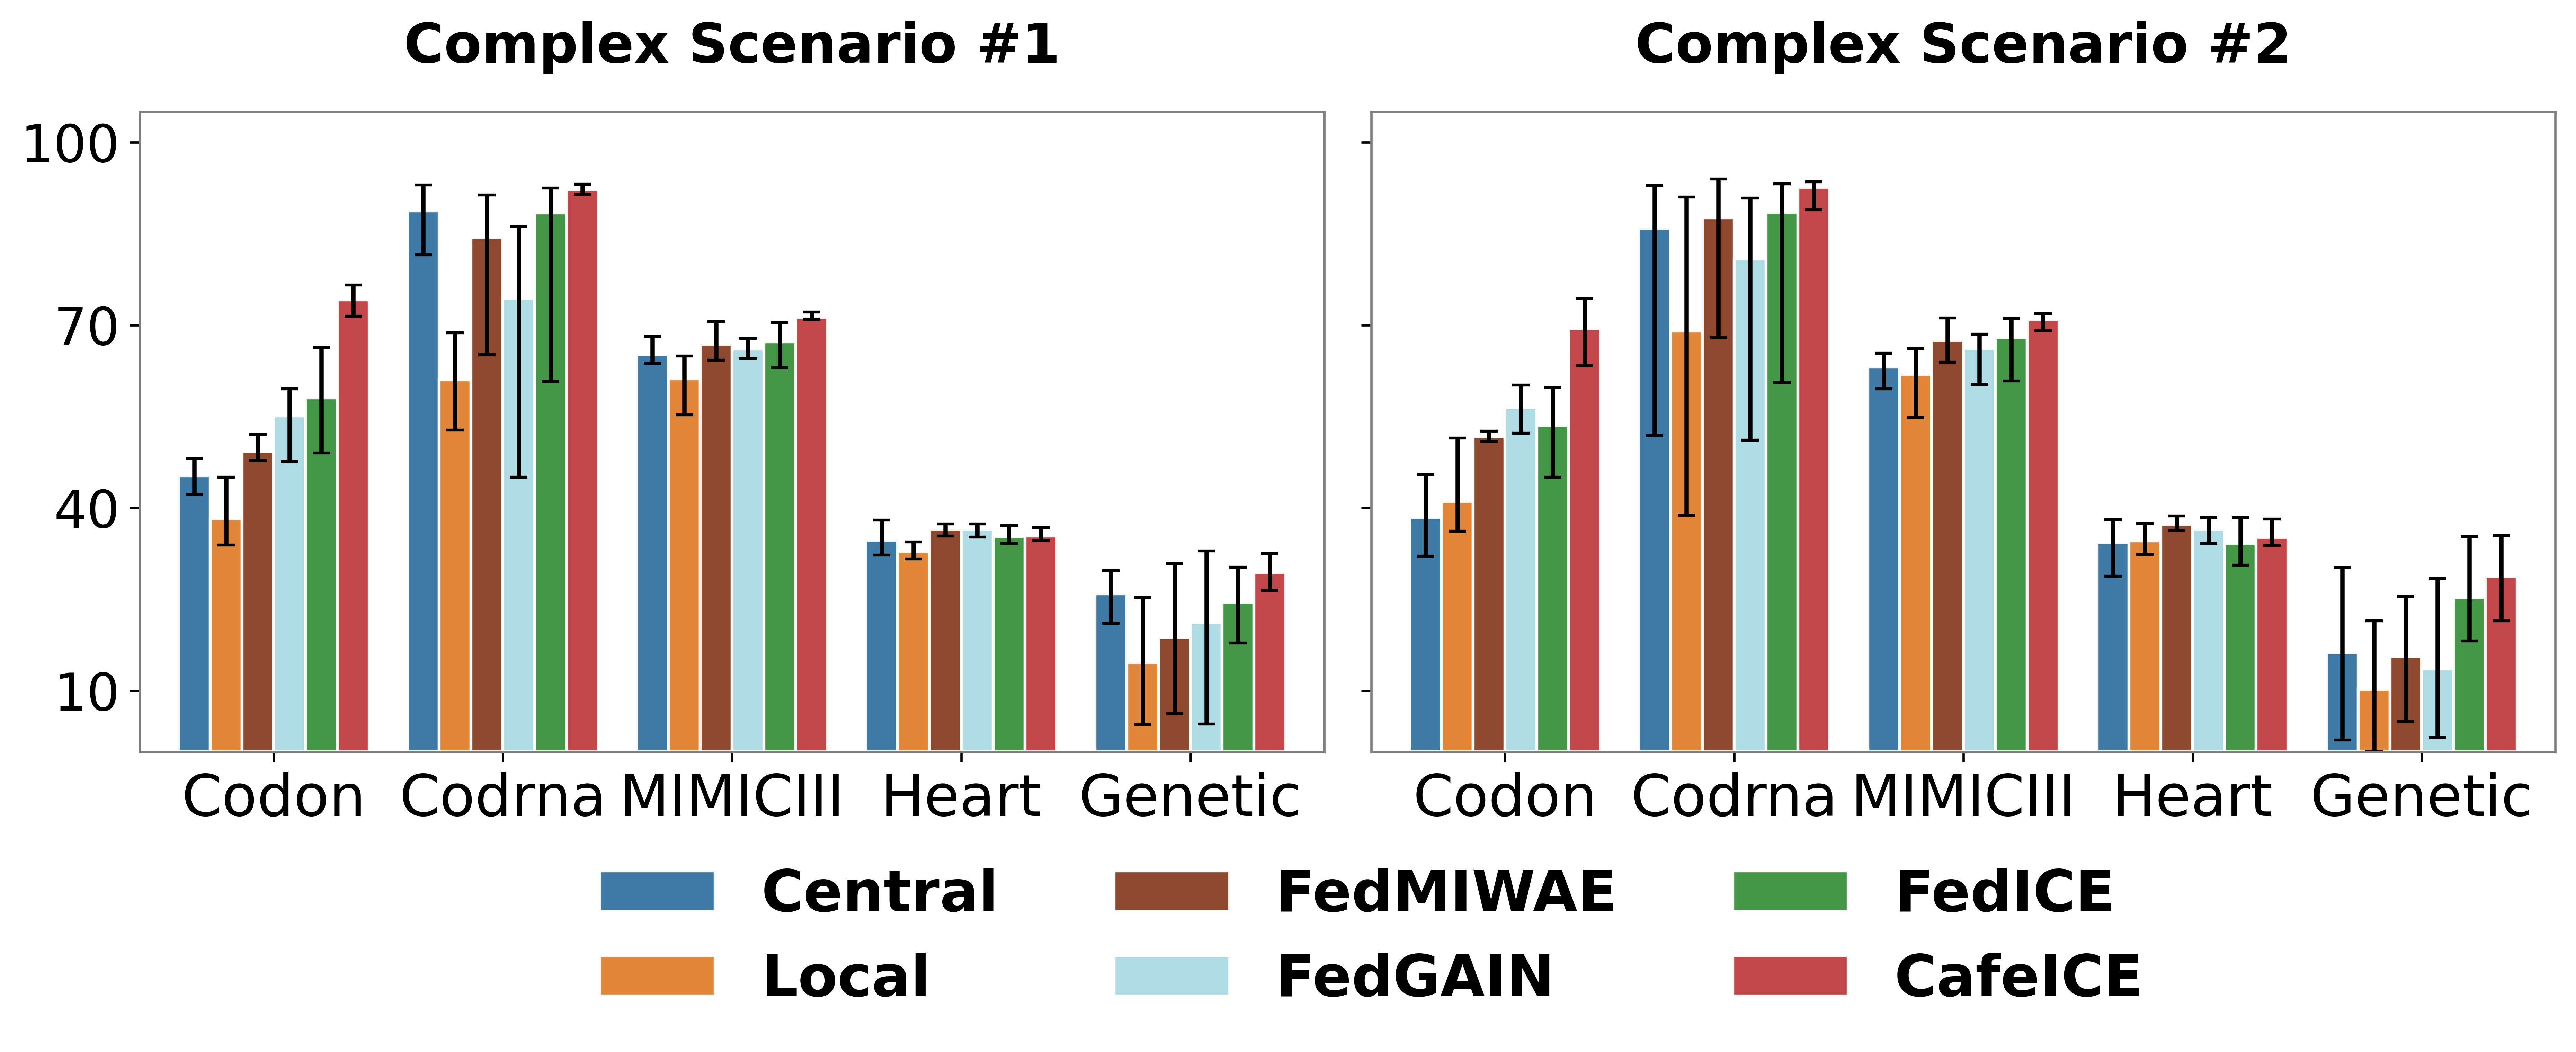 Complex Scenario #1
Complex Scenario #2
100
70
40
10
Codon Codrna MIMICIII Heart Genetic
Codon Codrna MIMICIII Heart Genetic
Central FedMIWAE FedICE
Local FedGAIN CafeICE